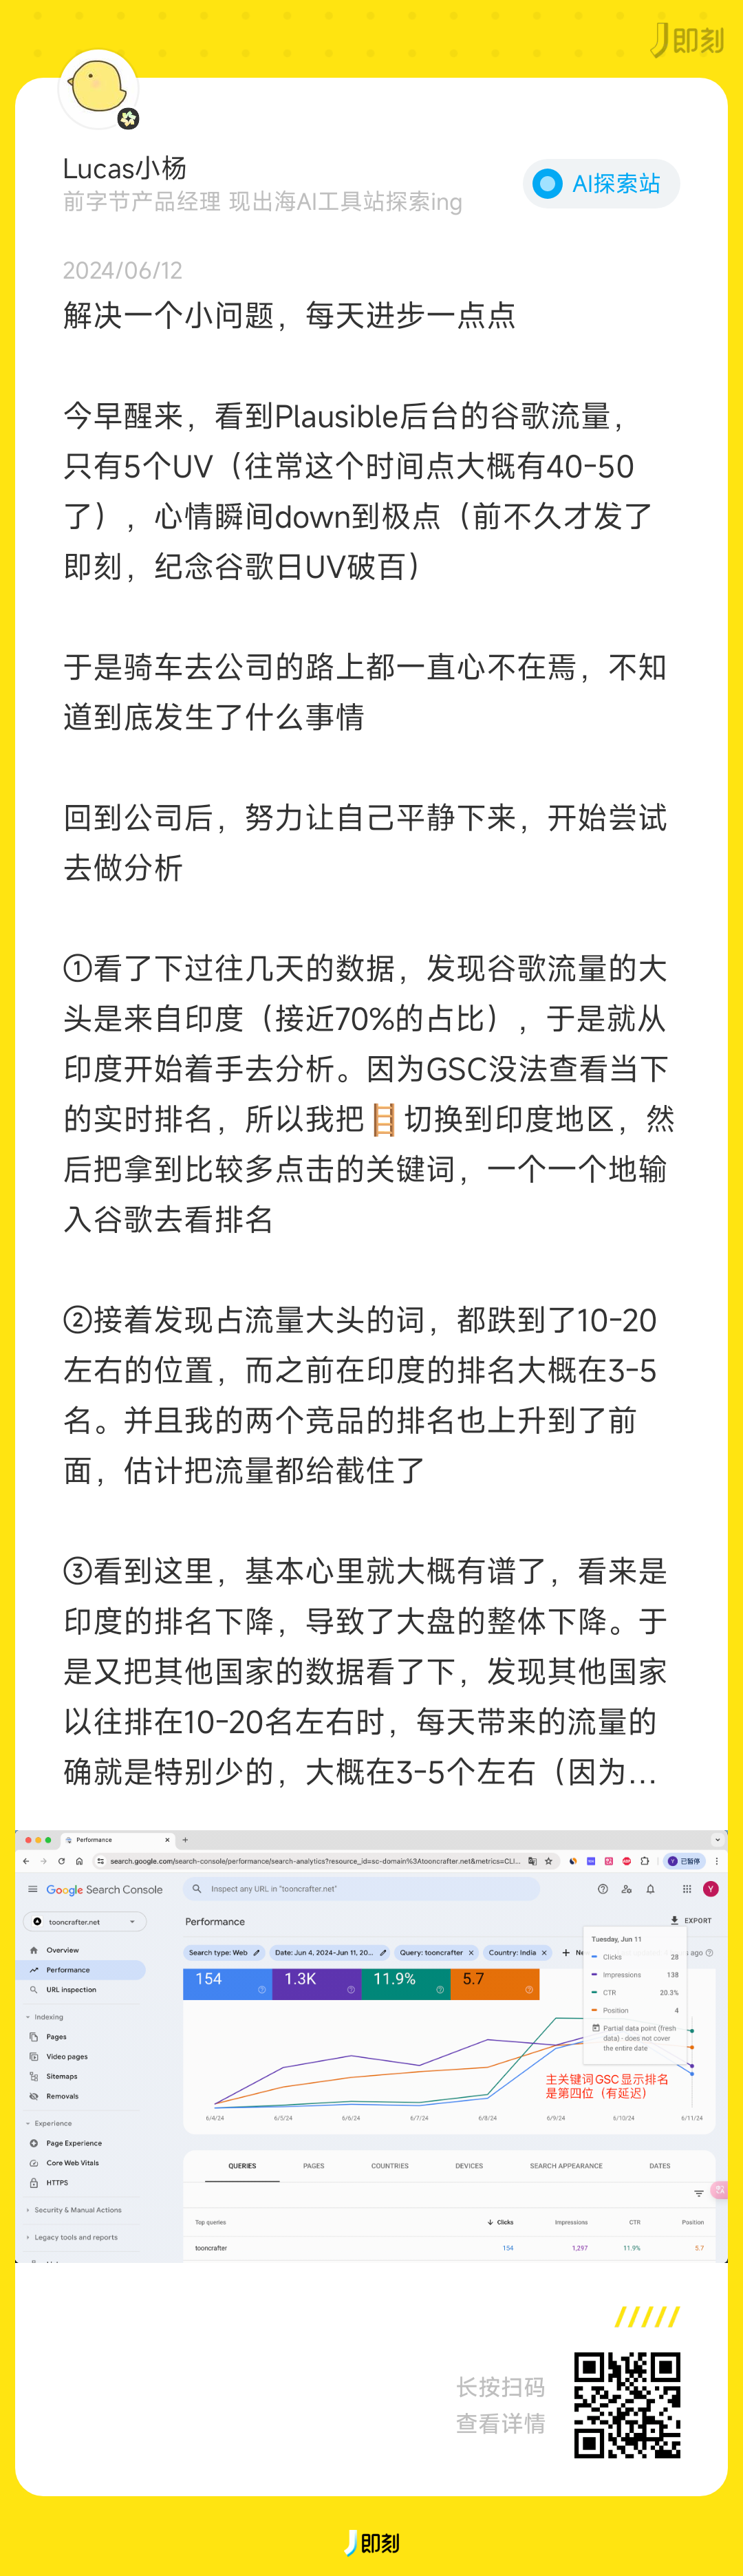 即刻
Lucas小杨
前字节产品经理 现出海AI工具站探索ing
AI探索站
2024/06/12
解决一个小问题，每天进步一点点
今早醒来，看到Plausible后台的谷歌流量，
只有5个UV（往常这个时间点大概有40-50
了），心情瞬间down到极点（前不久才发了
即刻，纪念谷歌日UV破百）
于是骑车去公司的路上都一直心不在焉，不知
道到底发生了什么事情
回到公司后，努力让自己平静下来，开始尝试
去做分析
①看了下过往几天的数据，发现谷歌流量的大
头是来自印度（接近70%的占比），于是就从
印度开始着手去分析。因为GSC没法查看当下
的实时排名，所以我把🪜切换到印度地区，然
后把拿到比较多点击的关键词，一个一个地输
入谷歌去看排名
②接着发现占流量大头的词，都跌到了10-20
左右的位置，而之前在印度的排名大概在3-5
名。并且我的两个竞品的排名也上升到了前
面，估计把流量都给截住了
③看到这里，基本心里就大概有谱了，看来是
印度的排名下降，导致了大盘的整体下降。于
是又把其他国家的数据看了下，发现其他国家
以往排在10-20名左右时，每天带来的流量的
确就是特别少的，大概在3-5个左右（因为...
Performance
search.google.com/search-console/performance/search-analytics?resource_id=sc-domain%3Atooncrafter.net&metrics=CLI...
Y 已暂停
Google Search Console
Inspect any URL in "tooncrafter.net"
Y
tooncrafter.net
Performance
EXPORT
Overview
Performance
URL inspection
Indexing
Pages
Video pages
Sitemaps
Removals
Experience
Page Experience
Core Web Vitals
HTTPS
Security & Manual Actions
Legacy tools and reports
Search type: Web
Date: Jun 4, 2024-Jun 11, 20...
Query: tooncrafter
Country: India
Ne
s ago
154
1.3K
11.9%
5.7
Tuesday, Jun 11
Clicks 28
Impressions 138
CTR 20.3%
Position 4
Partial data point (fresh
data) - does not cover
the entire date
主关键词GSC显示排名
是第四位（有延迟）
6/4/24 6/5/24 6/6/24 6/7/24 6/8/24 6/9/24 6/10/24 6/11/24
QUERIES PAGES COUNTRIES DEVICES SEARCH APPEARANCE DATES
Top queries Clicks Impressions CTR Position
tooncrafter 154 1,297 11.9% 5.7
长按扫码
查看详情
即刻